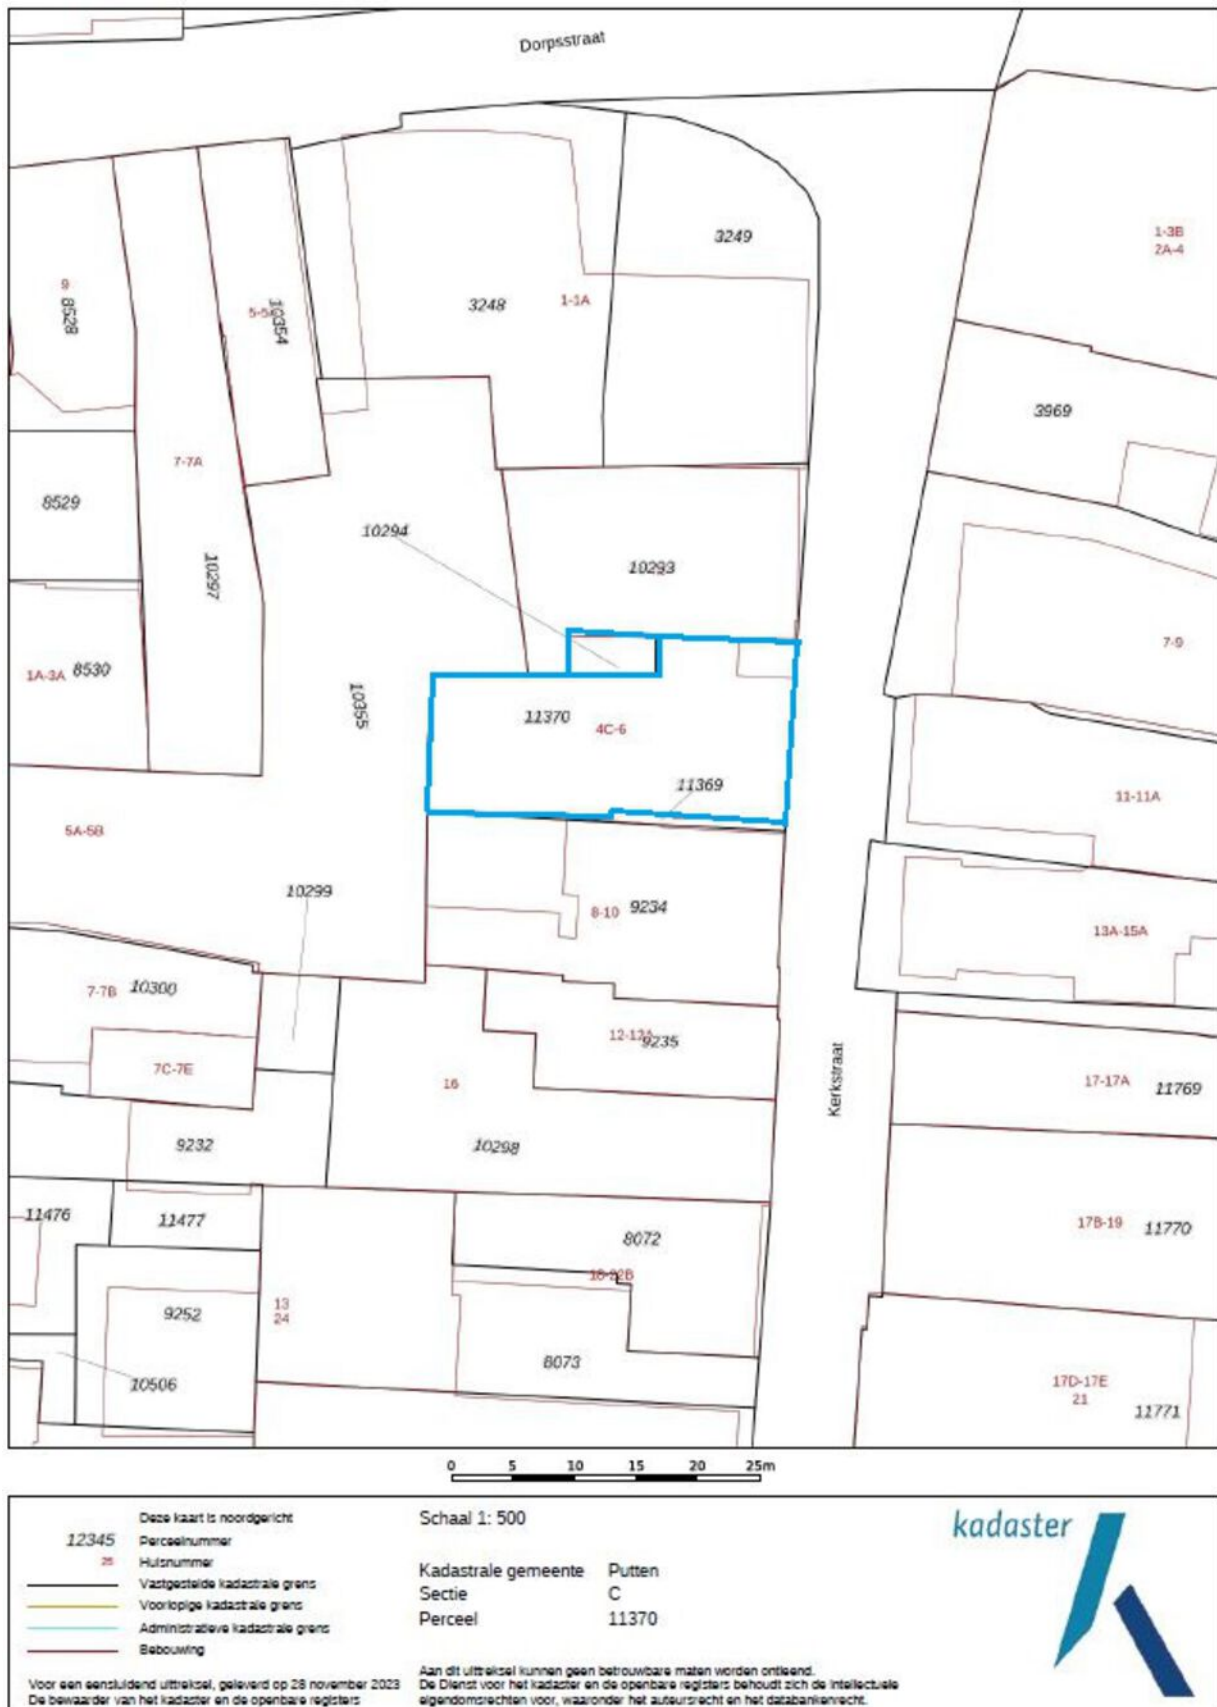 Dorpsstraat
1-3B
2A-4
3249
9
8528
5-5
10354
3248
1-1A
3969
7-7A
8529
10294
10297
10293
7-9
1A-3A
8530
10355
11370
4C-6
11369
11-11A
5A-5B
10299
8-10
9234
13A-15A
7-7B
10300
12-12A
9235
7C-7E
16
Kerkstraat
17-17A
11769
9232
10298
11476
11477
8072
17B-19
11770
18-22B
13
24
9252
8073
10506
17D-17E
21
11771
0 5 10 15 20 25m
Deze kaart is noordgericht
12345 Perceelnummer
25 Huisnummer
Vastgestelde kadastrale grens
Voorlopige kadastrale grens
Administratieve kadastrale grens
Bebouwing
Voor een eensluidend uittreksel, geleverd op 28 november 2023
De bewaarder van het kadaster en de openbare registers
Schaal 1: 500
Kadastrale gemeente Putten
Sectie C
Perceel 11370
Aan dit uittreksel kunnen geen betrouwbare maten worden ontleend.
De Dienst voor het kadaster en de openbare registers behoudt zich de intellectuele
eigendomsrechten voor, waaronder het auteursrecht en het databankenrecht.
kadaster